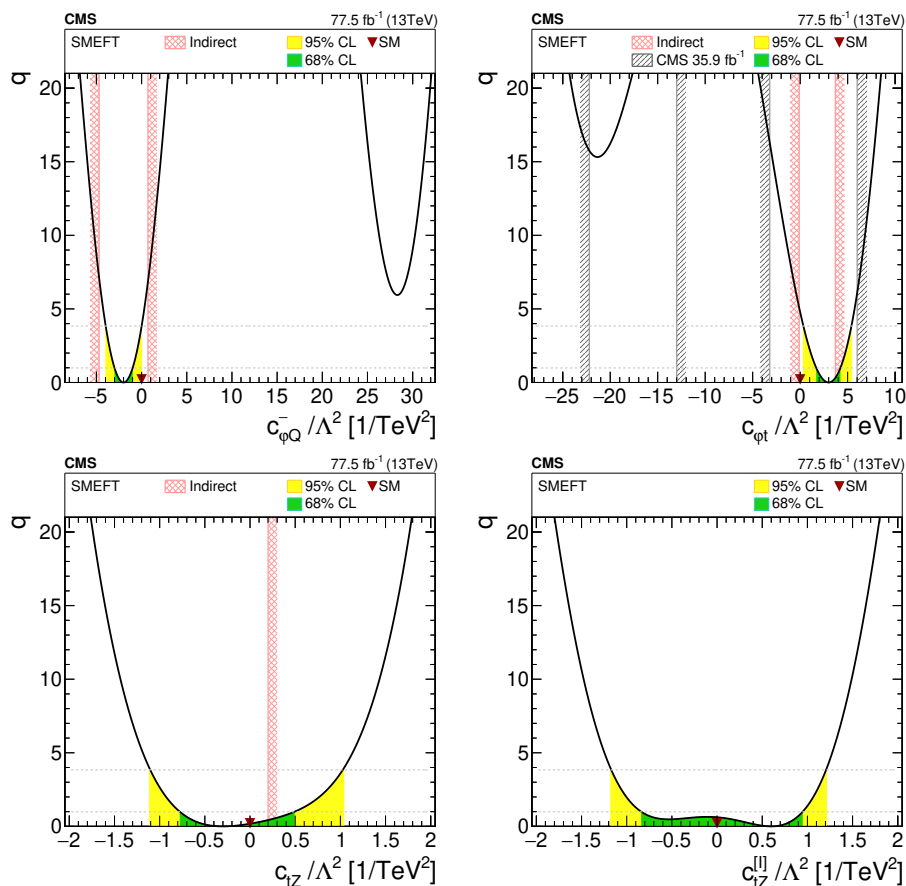 CMS 77.5 fb⁻¹ (13TeV)
SMEFT Indirect 95% CL SM
68% CL
q
20
15
10
5
0
−5 0 5 10 15 20 25 30
c⁻φQ /Λ² [1/TeV²]
CMS 77.5 fb⁻¹ (13TeV)
SMEFT Indirect 95% CL SM
CMS 35.9 fb⁻¹ 68% CL
q
20
15
10
5
0
−25 −20 −15 −10 −5 0 5 10
cφt /Λ² [1/TeV²]
CMS 77.5 fb⁻¹ (13TeV)
SMEFT Indirect 95% CL SM
68% CL
q
20
15
10
5
0
−2 −1.5 −1 −0.5 0 0.5 1 1.5 2
ctZ /Λ² [1/TeV²]
CMS 77.5 fb⁻¹ (13TeV)
SMEFT 95% CL SM
68% CL
q
20
15
10
5
0
−2 −1.5 −1 −0.5 0 0.5 1 1.5 2
c[I]tZ /Λ² [1/TeV²]